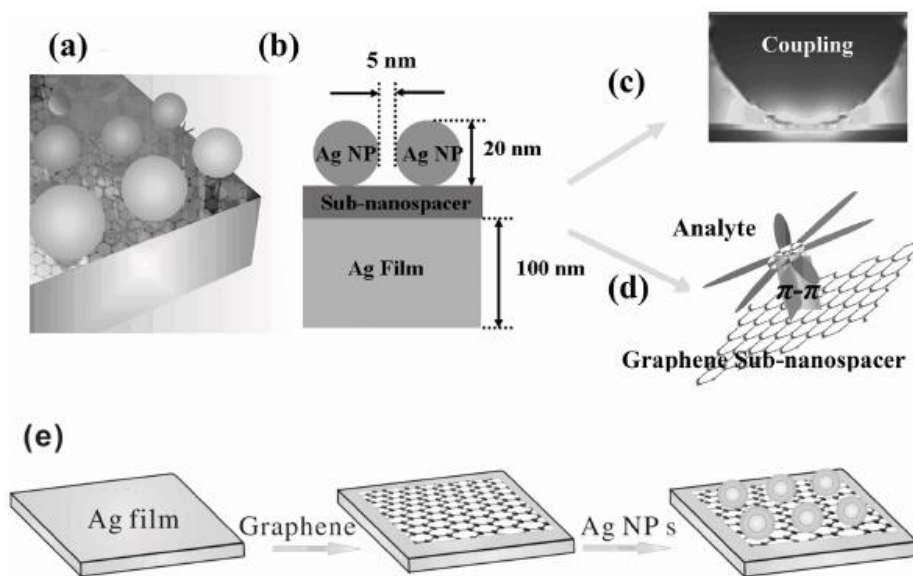 (a)
(b)
5 nm
Ag NP
Ag NP
20 nm
Sub-nanospacer
Ag Film
100 nm
(c)
Coupling
Analyte
(d)
π-π
Graphene Sub-nanospacer
(e)
Ag film
Graphene
Ag NPs